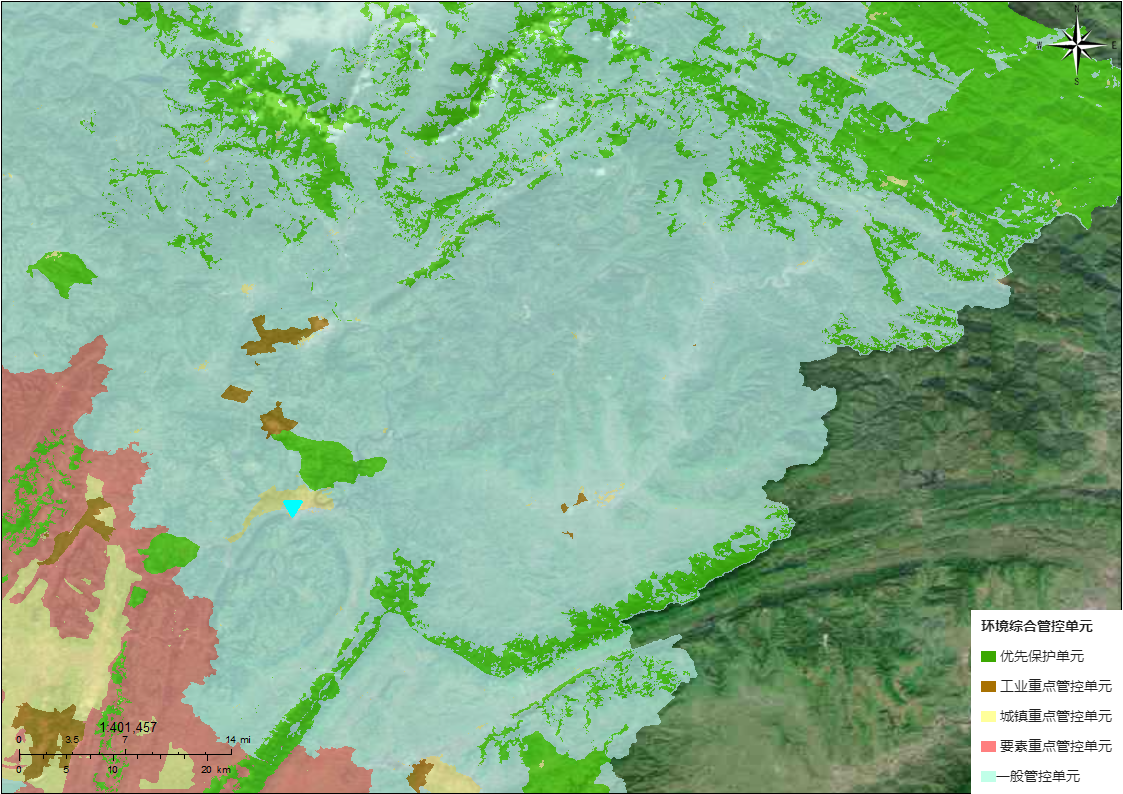 N
W
E
S
环境综合管控单元
优先保护单元
工业重点管控单元
城镇重点管控单元
要素重点管控单元
一般管控单元
1:401,457
0 3.5 7 14 mi
0 5 10 20 km